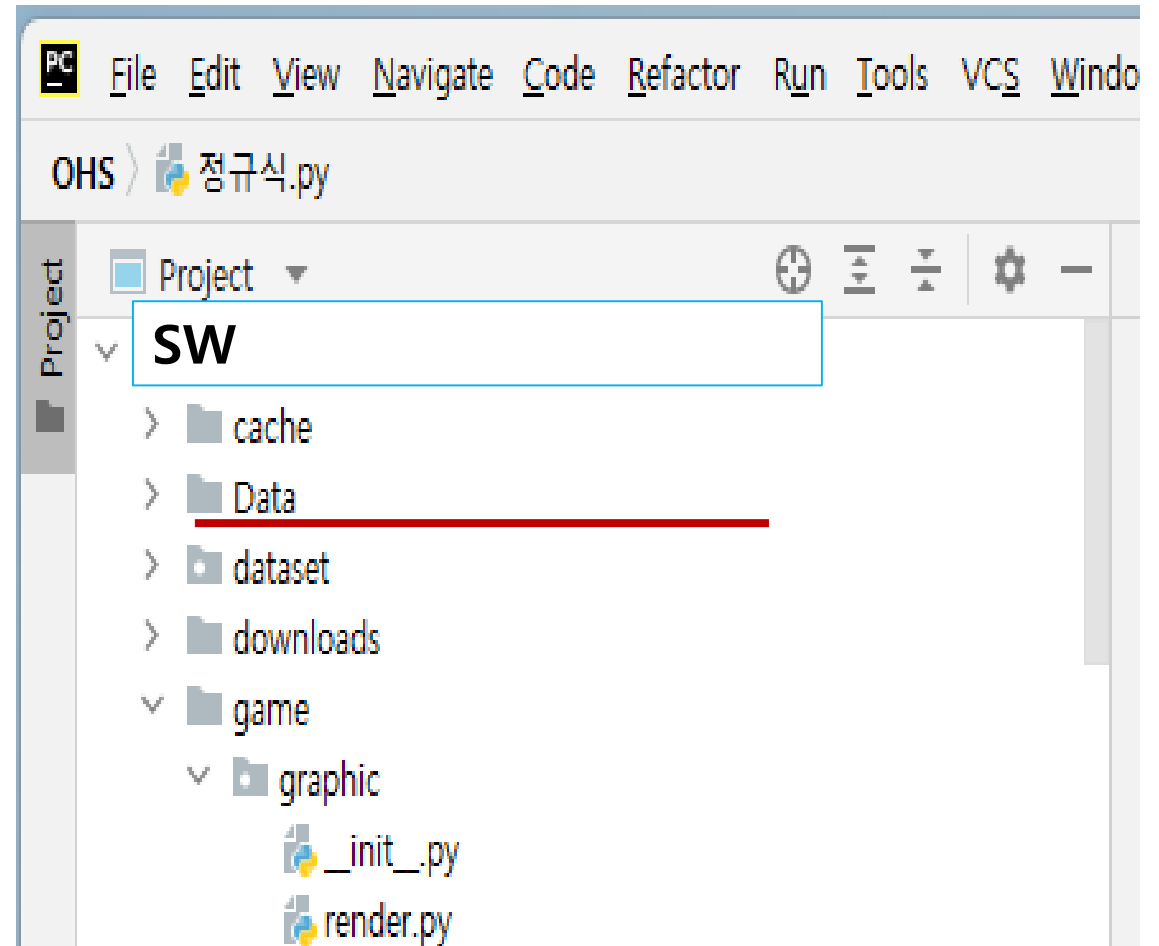 PC File Edit View Navigate Code Refactor Run Tools VCS Windo
OHS 정규식.py
Project
Project
SW
cache
Data
dataset
downloads
game
graphic
__init__.py
render.py